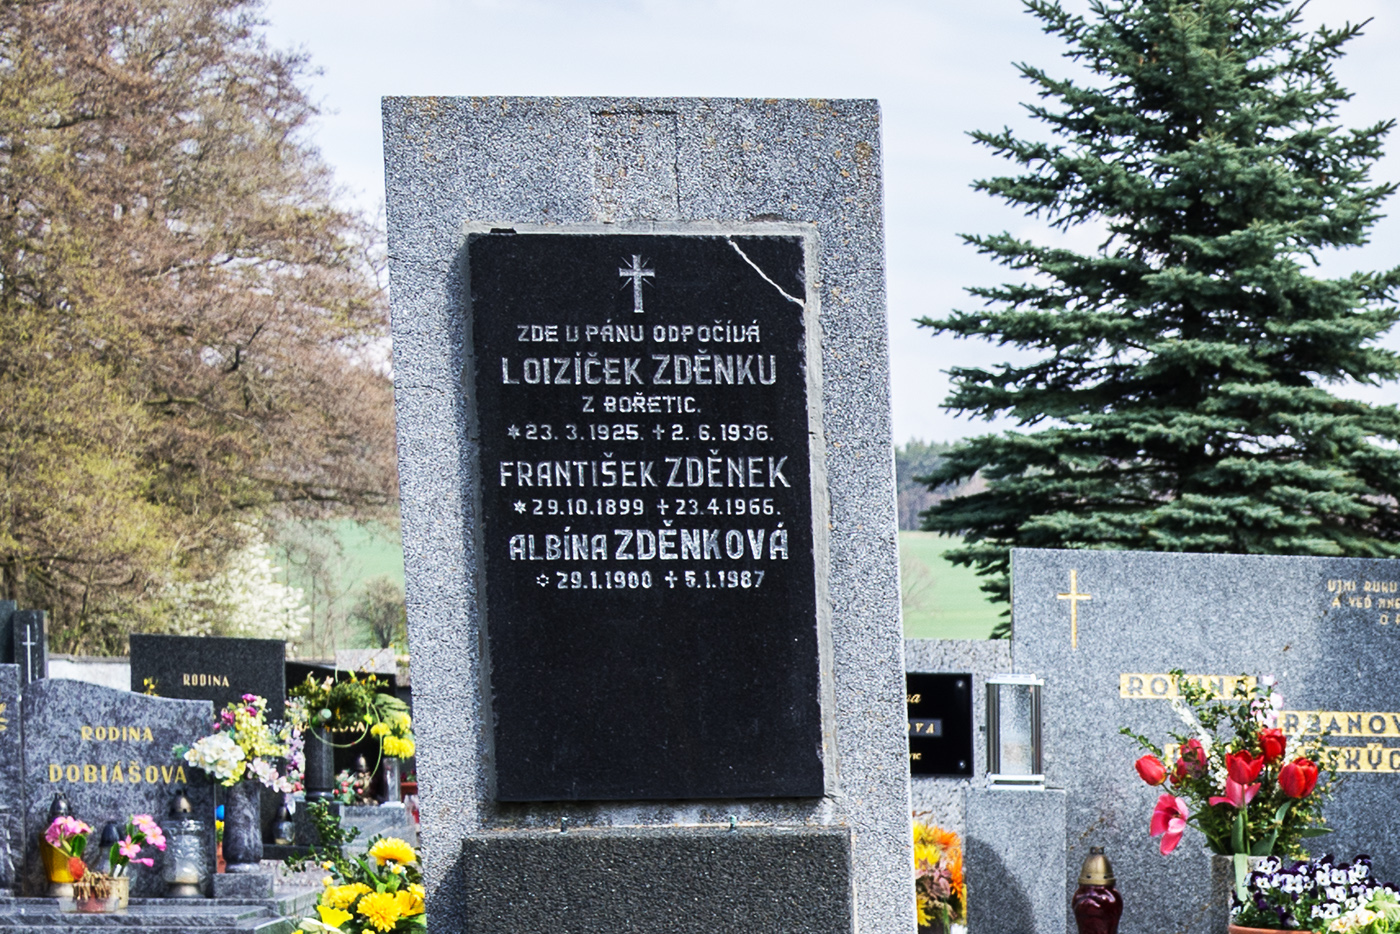 ZDE U PÁNU ODPOČÍVÁ
LOIZÍČEK ZDĚNKU
Z BOŘETIC.
* 23. 3. 1925. + 2. 6. 1936.
FRANTIŠEK ZDĚNEK
* 29.10.1899 + 23.4.1966.
ALBÍNA ZDĚNKOVÁ
* 29.1.1900 + 5.1.1987
RODINA
RODINA
DOBIÁŠOVA
RODINA